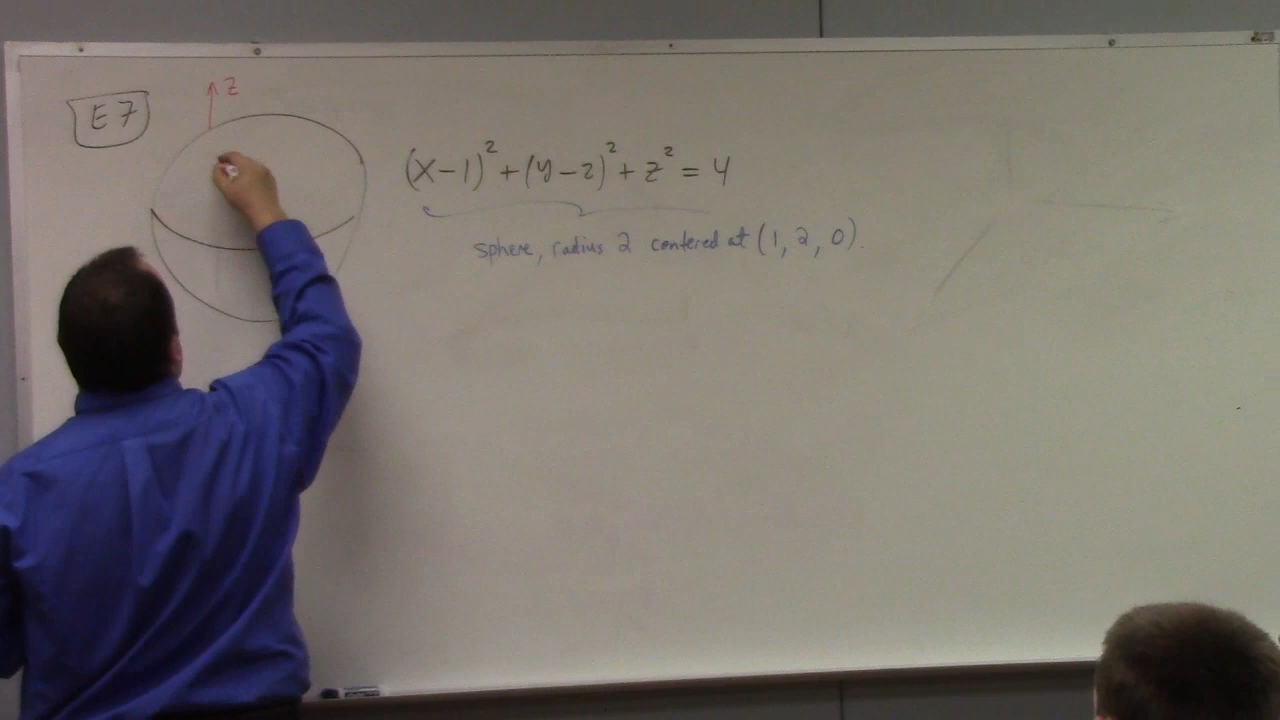 E7
z
(x-1)² + (y-2)² + z² = 4
sphere, radius 2 centered at (1, 2, 0).